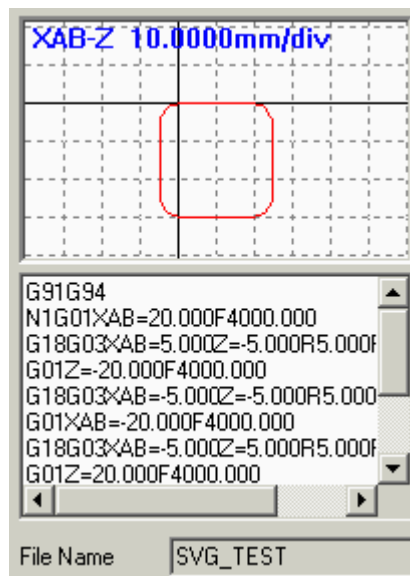 XAB-Z 10.0000mm/div
G91G94
N1G01XAB=20.000F4000.000
G18G03XAB=5.000Z=-5.000R5.000F
G01Z=-20.000F4000.000
G18G03XAB=-5.000Z=-5.000R5.000
G01XAB=-20.000F4000.000
G18G03XAB=-5.000Z=5.000R5.000F
G01Z=20.000F4000.000
File Name SVG_TEST